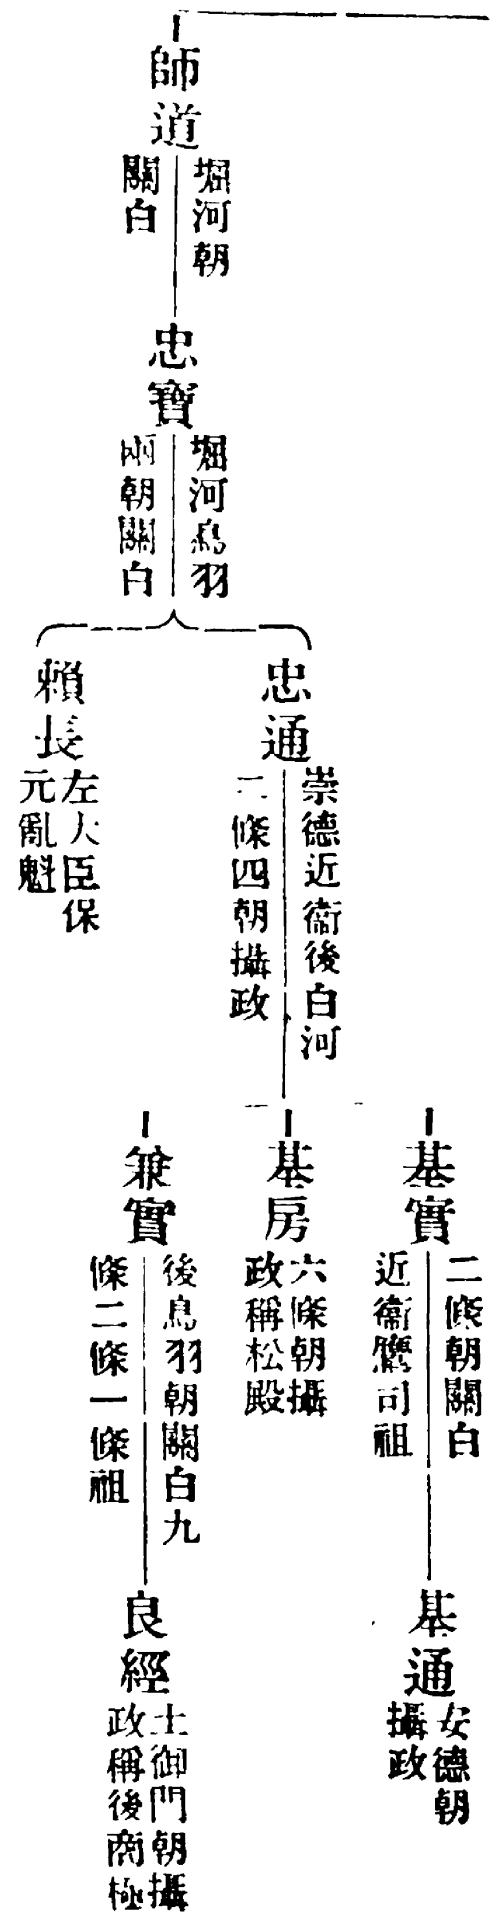 師道
堀河朝
關白
忠實
堀河鳥羽
兩朝關白
忠通
崇德近衞後白河
二條四朝攝政
賴長
左大臣保
元亂魁
基實
二條朝關白
近衞鷹司祖
基通
安德朝
攝政
基房
六條朝攝
政稱松殿
兼實
後鳥羽朝關白九
條二條一條祖
良經
土御門朝攝
政稱後商極